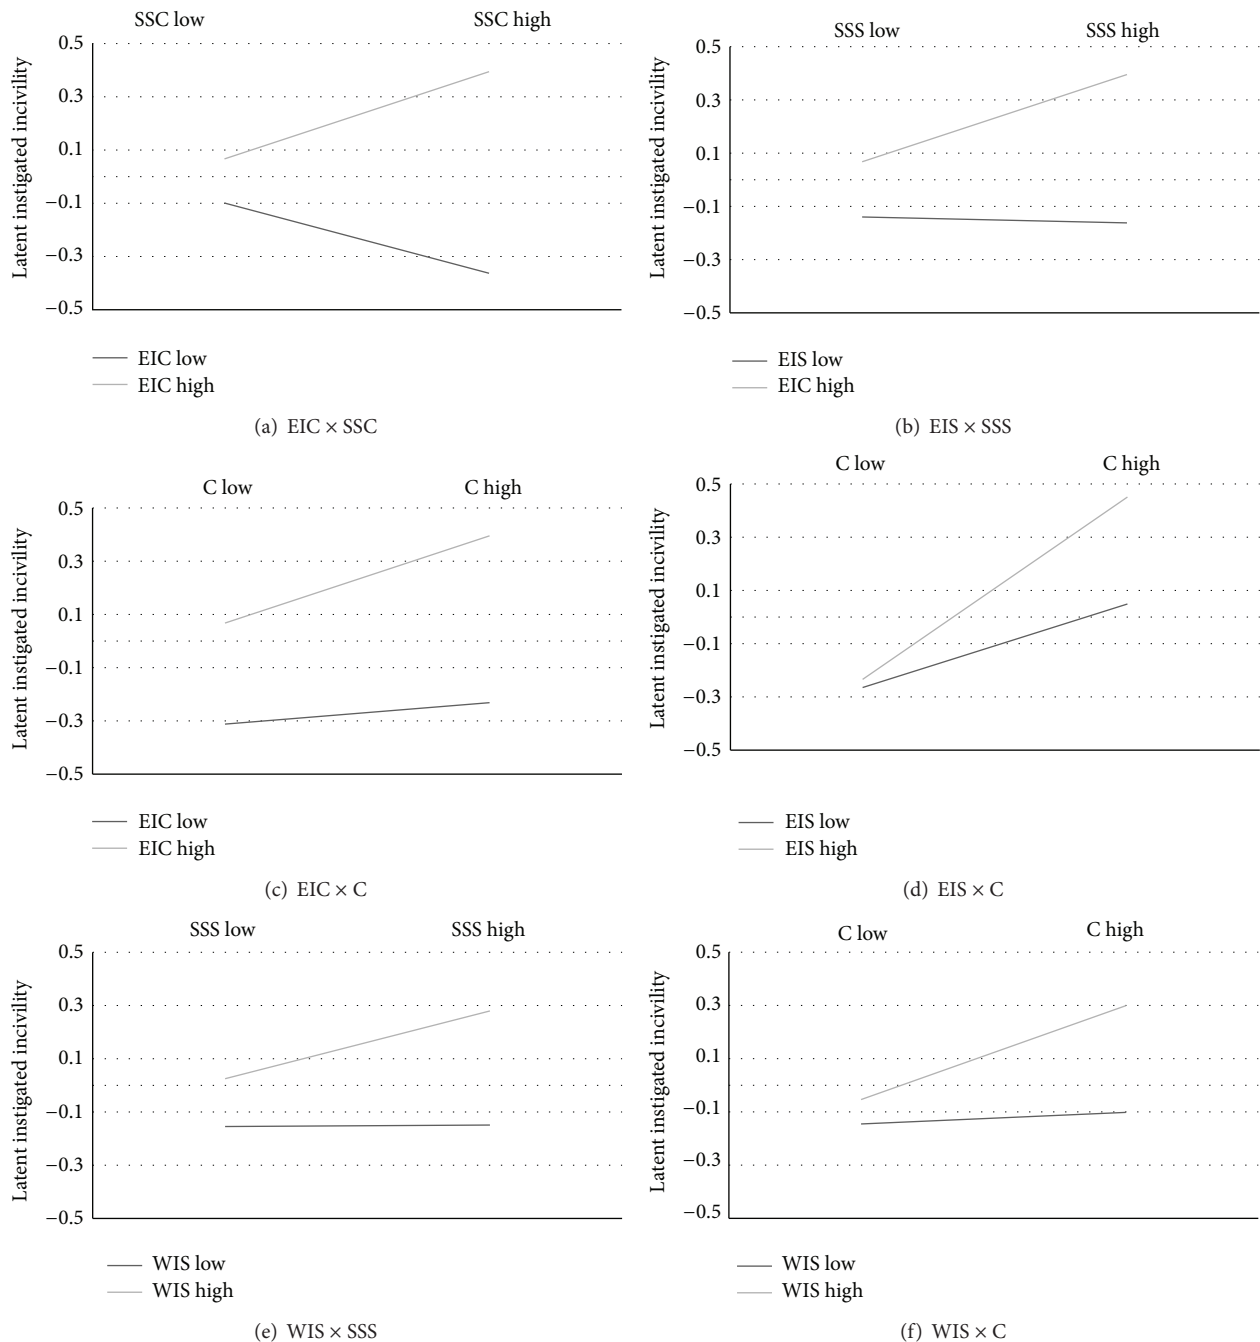 SSC low SSC high
Latent instigated incivility
0.5
0.3
0.1
−0.1
−0.3
−0.5
EIC low
EIC high
(a) EIC × SSC
SSS low SSS high
Latent instigated incivility
0.5
0.3
0.1
−0.1
−0.3
−0.5
EIS low
EIC high
(b) EIS × SSS
C low C high
Latent instigated incivility
0.5
0.3
0.1
−0.1
−0.3
−0.5
EIC low
EIC high
(c) EIC × C
C low C high
Latent instigated incivility
0.5
0.3
0.1
−0.1
−0.3
−0.5
EIS low
EIS high
(d) EIS × C
SSS low SSS high
Latent instigated incivility
0.5
0.3
0.1
−0.1
−0.3
−0.5
WIS low
WIS high
(e) WIS × SSS
C low C high
Latent instigated incivility
0.5
0.3
0.1
−0.1
−0.3
−0.5
WIS low
WIS high
(f) WIS × C